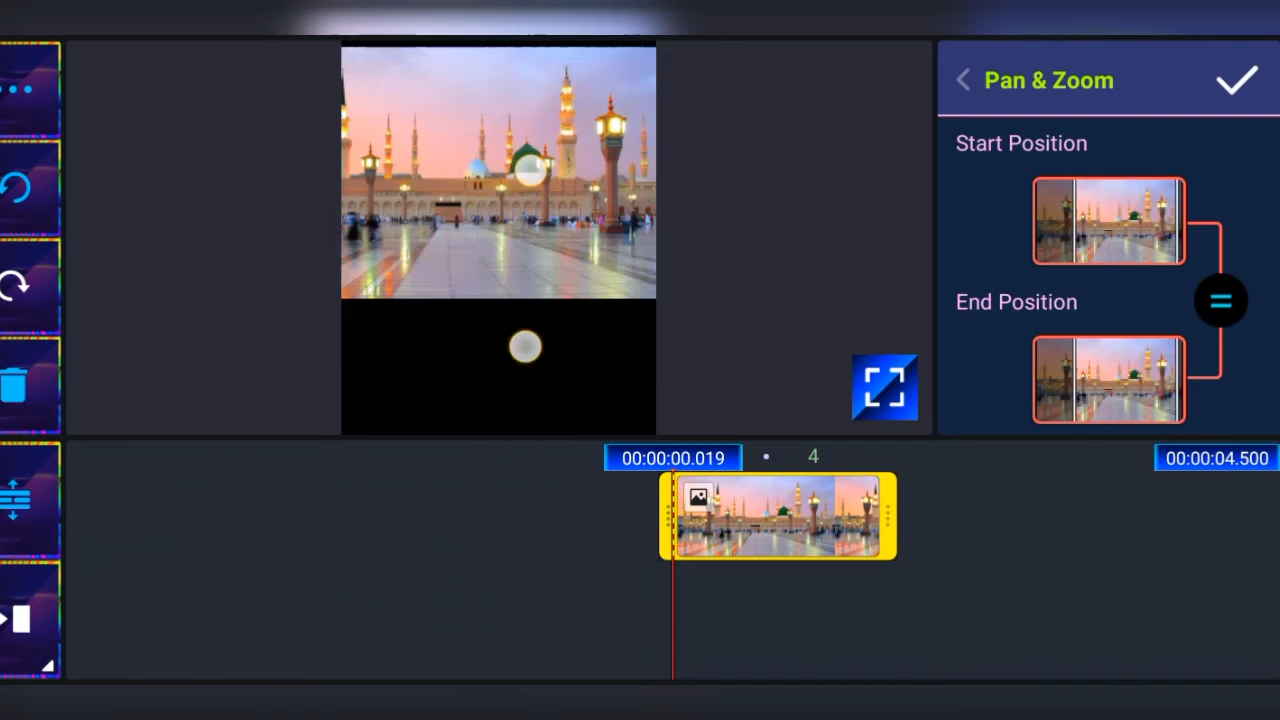 Pan & Zoom
Start Position
End Position
=
00:00:00.019
4
00:00:04.500